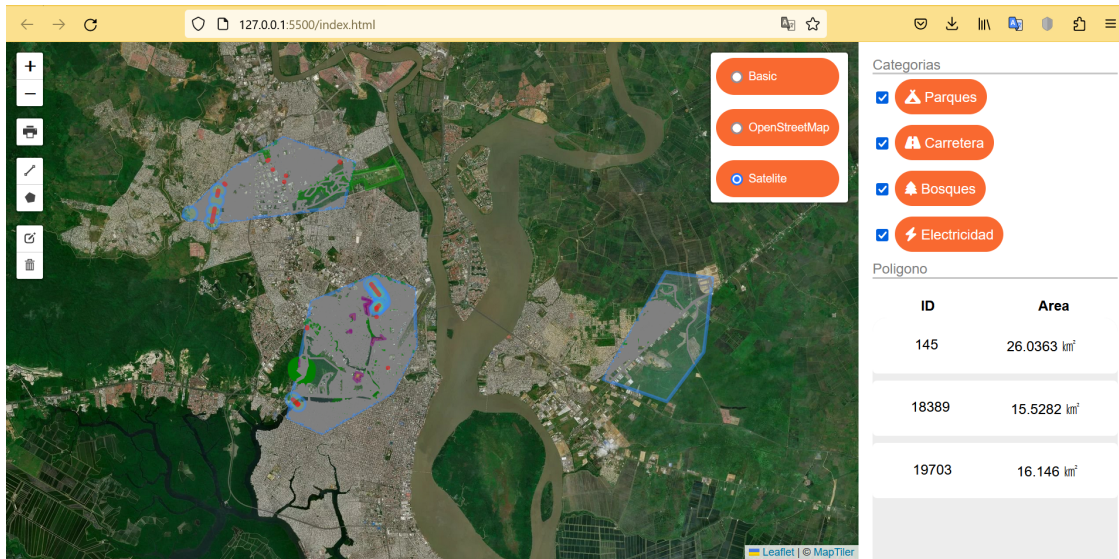 127.0.0.1:5500/index.html
+
−
Basic
OpenStreetMap
Satelite
Leaflet | © MapTiler
Categorias
Parques
Carretera
Bosques
Electricidad
Poligono
ID Area
145 26.0363 ㎢
18389 15.5282 ㎢
19703 16.146 ㎢